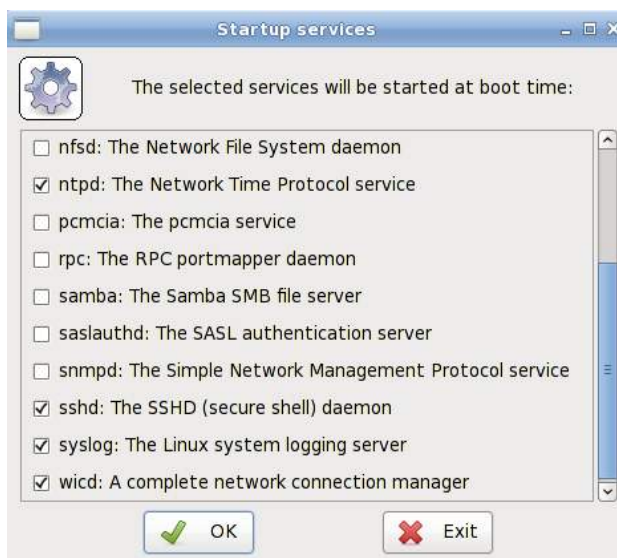 Startup services
The selected services will be started at boot time:
nfsd: The Network File System daemon
ntpd: The Network Time Protocol service
pcmcia: The pcmcia service
rpc: The RPC portmapper daemon
samba: The Samba SMB file server
saslauthd: The SASL authentication server
snmpd: The Simple Network Management Protocol service
sshd: The SSHD (secure shell) daemon
syslog: The Linux system logging server
wicd: A complete network connection manager
OK
Exit